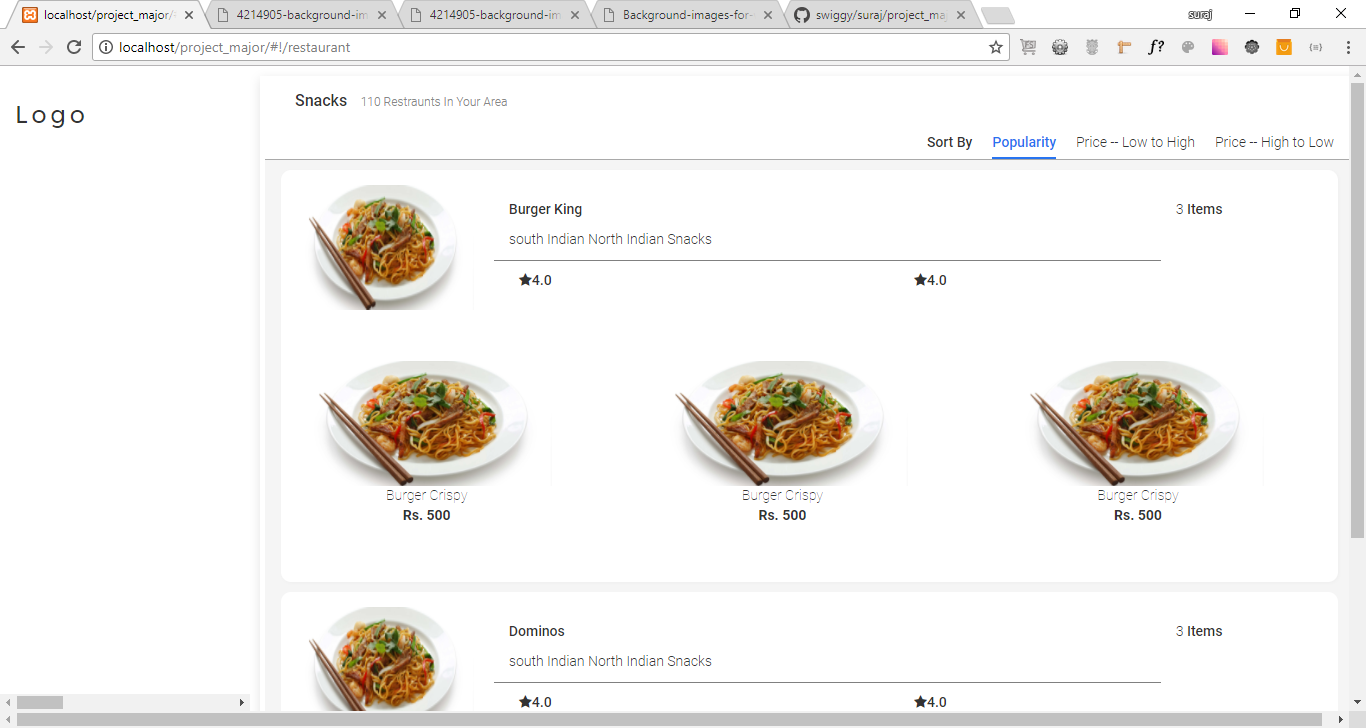 localhost/project_major/
4214905-background-im
4214905-background-im
Background-images-for-
swiggy/suraj/project_ma
suraj
localhost/project_major/#!/restaurant
f?
Logo
Snacks 110 Restraunts In Your Area
Sort By Popularity Price -- Low to High Price -- High to Low
Burger King 3 Items
south Indian North Indian Snacks
4.0 4.0
Burger Crispy Burger Crispy Burger Crispy
Rs. 500 Rs. 500 Rs. 500
Dominos 3 Items
south Indian North Indian Snacks
4.0 4.0